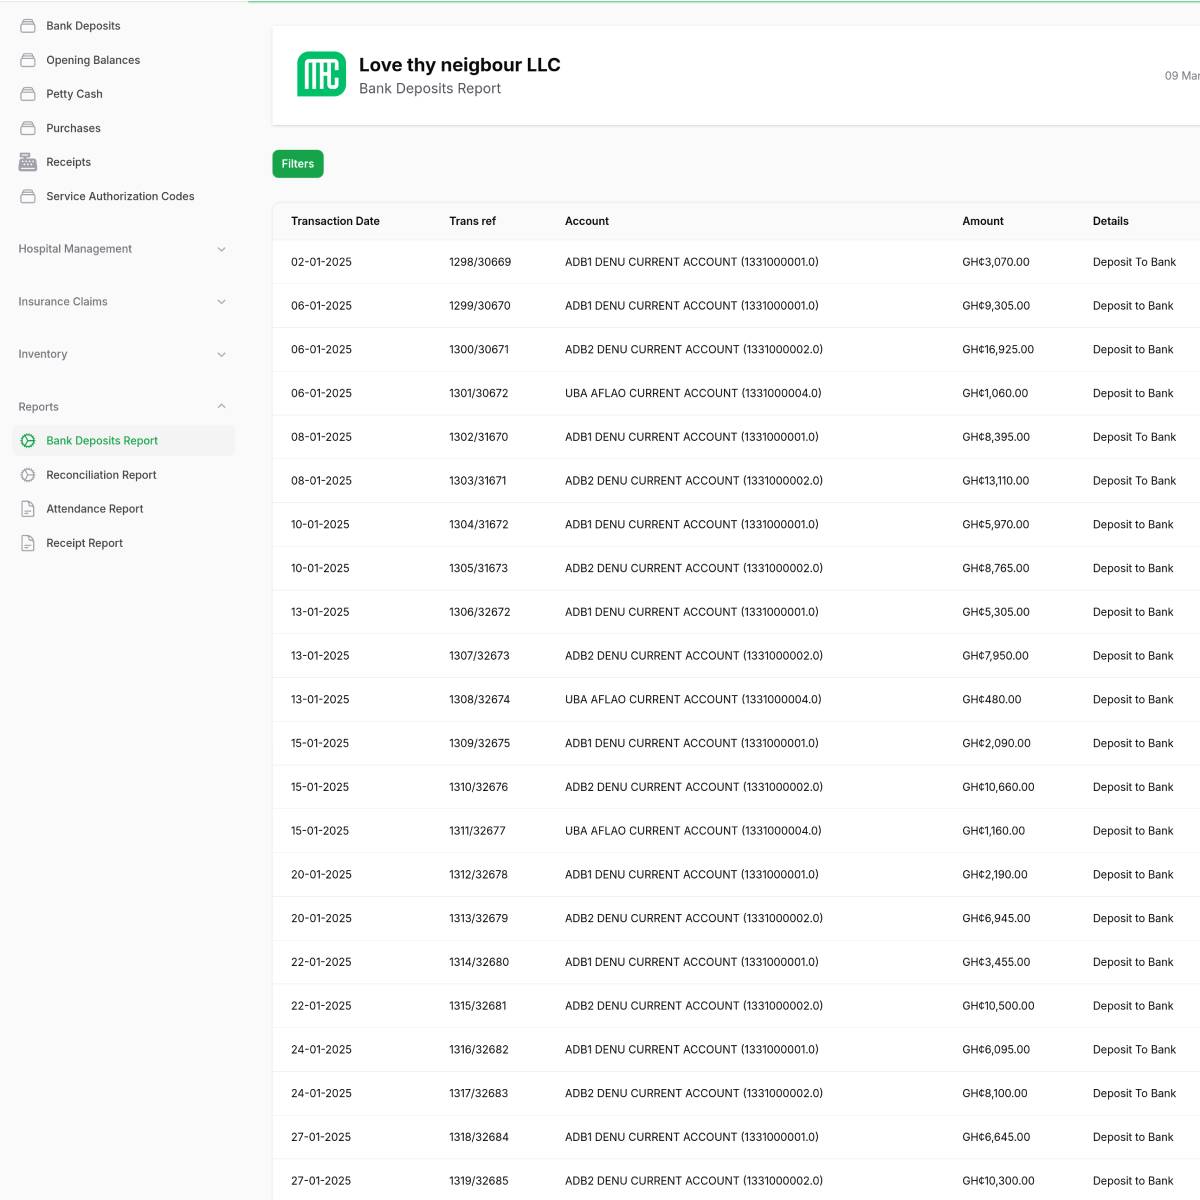 Bank Deposits
Opening Balances
Petty Cash
Purchases
Receipts
Service Authorization Codes
Hospital Management
Insurance Claims
Inventory
Reports
Bank Deposits Report
Reconciliation Report
Attendance Report
Receipt Report
Love thy neigbour LLC
Bank Deposits Report
09 Mar
Filters
Transaction Date Trans ref Account Amount Details
02-01-2025 1298/30669 ADB1 DENU CURRENT ACCOUNT (1331000001.0) GH¢3,070.00 Deposit To Bank
06-01-2025 1299/30670 ADB1 DENU CURRENT ACCOUNT (1331000001.0) GH¢9,305.00 Deposit to Bank
06-01-2025 1300/30671 ADB2 DENU CURRENT ACCOUNT (1331000002.0) GH¢16,925.00 Deposit to Bank
06-01-2025 1301/30672 UBA AFLAO CURRENT ACCOUNT (1331000004.0) GH¢1,060.00 Deposit to Bank
08-01-2025 1302/31670 ADB1 DENU CURRENT ACCOUNT (1331000001.0) GH¢8,395.00 Deposit To Bank
08-01-2025 1303/31671 ADB2 DENU CURRENT ACCOUNT (1331000002.0) GH¢13,110.00 Deposit To Bank
10-01-2025 1304/31672 ADB1 DENU CURRENT ACCOUNT (1331000001.0) GH¢5,970.00 Deposit to Bank
10-01-2025 1305/31673 ADB2 DENU CURRENT ACCOUNT (1331000002.0) GH¢8,765.00 Deposit to Bank
13-01-2025 1306/32672 ADB1 DENU CURRENT ACCOUNT (1331000001.0) GH¢5,305.00 Deposit to Bank
13-01-2025 1307/32673 ADB2 DENU CURRENT ACCOUNT (1331000002.0) GH¢7,950.00 Deposit to Bank
13-01-2025 1308/32674 UBA AFLAO CURRENT ACCOUNT (1331000004.0) GH¢480.00 Deposit to Bank
15-01-2025 1309/32675 ADB1 DENU CURRENT ACCOUNT (1331000001.0) GH¢2,090.00 Deposit to Bank
15-01-2025 1310/32676 ADB2 DENU CURRENT ACCOUNT (1331000002.0) GH¢10,660.00 Deposit to Bank
15-01-2025 1311/32677 UBA AFLAO CURRENT ACCOUNT (1331000004.0) GH¢1,160.00 Deposit to Bank
20-01-2025 1312/32678 ADB1 DENU CURRENT ACCOUNT (1331000001.0) GH¢2,190.00 Deposit to Bank
20-01-2025 1313/32679 ADB2 DENU CURRENT ACCOUNT (1331000002.0) GH¢6,945.00 Deposit to Bank
22-01-2025 1314/32680 ADB1 DENU CURRENT ACCOUNT (1331000001.0) GH¢3,455.00 Deposit to Bank
22-01-2025 1315/32681 ADB2 DENU CURRENT ACCOUNT (1331000002.0) GH¢10,500.00 Deposit to Bank
24-01-2025 1316/32682 ADB1 DENU CURRENT ACCOUNT (1331000001.0) GH¢6,095.00 Deposit To Bank
24-01-2025 1317/32683 ADB2 DENU CURRENT ACCOUNT (1331000002.0) GH¢8,100.00 Deposit To Bank
27-01-2025 1318/32684 ADB1 DENU CURRENT ACCOUNT (1331000001.0) GH¢6,645.00 Deposit to Bank
27-01-2025 1319/32685 ADB2 DENU CURRENT ACCOUNT (1331000002.0) GH¢10,300.00 Deposit to Bank